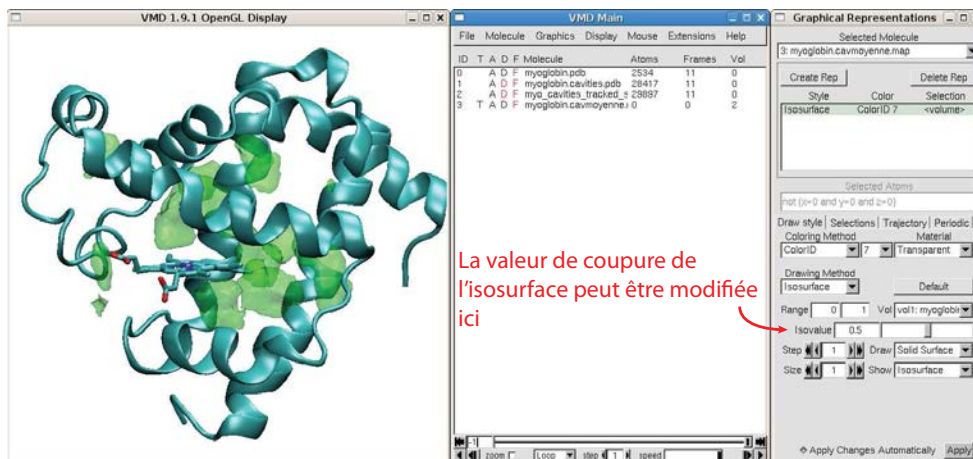 VMD 1.9.1 OpenGL Display
VMD Main
File Molecule Graphics Display Mouse Extensions Help
ID T A D F Molecule Atoms Frames Vol
0 A D F myoglobin.pdb 2534 11 0
1 A D F myoglobin.cavities.pdb 28417 11 0
2 A D F myo_cavities_tracked_s 29897 11 0
3 T A D F myoglobin.cavmoyenne.r 0 0 2
La valeur de coupure de
l'isosurface peut être modifiée
ici
-1
zoom Loop step 1 speed
Graphical Representations
Selected Molecule
3: myoglobin.cavmoyenne.map
Create Rep Delete Rep
Style Color Selection
Isosurface ColorID 7 <volume>
Selected Atoms
not (x=0 and y=0 and z=0)
Draw style Selections Trajectory Periodic
Coloring Method Material
ColorID 7 Transparent
Drawing Method
Isosurface Default
Range 0 1 Vol vol1: myoglobin
Isovalue 0.5
Step 1 Draw Solid Surface
Size 1 Show Isosurface
Apply Changes Automatically Apply